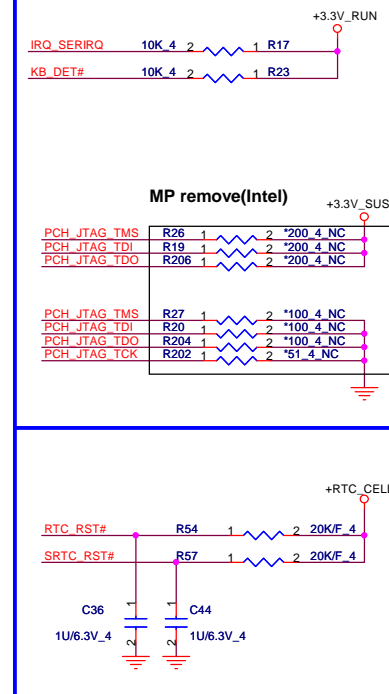 +3.3V_RUN
IRQ_SERIRQ 10K_4 2 1 R17
KB_DET# 10K_4 2 1 R23
MP remove(Intel)
+3.3V_SUS
PCH_JTAG_TMS R26 1 2 *200_4_NC
PCH_JTAG_TDI R19 1 2 *200_4_NC
PCH_JTAG_TDO R206 1 2 *200_4_NC
PCH_JTAG_TMS R27 1 2 *100_4_NC
PCH_JTAG_TDI R20 1 2 *100_4_NC
PCH_JTAG_TDO R204 1 2 *100_4_NC
PCH_JTAG_TCK R202 1 2 *51_4_NC
+RTC_CELL
RTC_RST# R54 1 2 20K/F_4
SRTC_RST# R57 1 2 20K/F_4
C36 1 1 C44
1U/6.3V_4 2 2 1U/6.3V_4